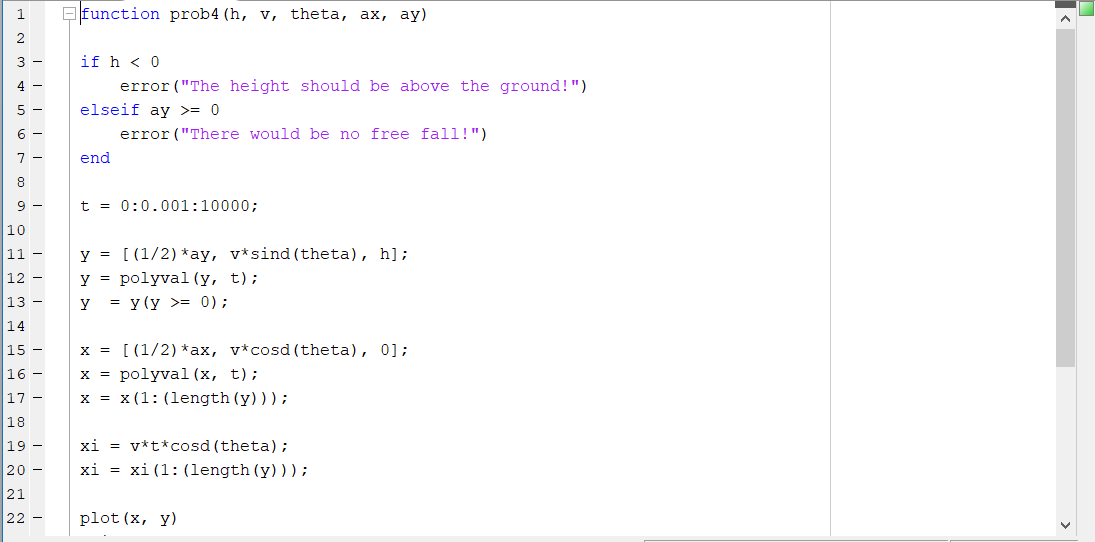 1 function prob4(h, v, theta, ax, ay)
2
3 - if h < 0
4 - error("The height should be above the ground!")
5 - elseif ay >= 0
6 - error("There would be no free fall!")
7 - end
8
9 - t = 0:0.001:10000;
10
11 - y = [(1/2)*ay, v*sind(theta), h];
12 - y = polyval(y, t);
13 - y  = y(y >= 0);
14
15 - x = [(1/2)*ax, v*cosd(theta), 0];
16 - x = polyval(x, t);
17 - x = x(1:(length(y)));
18
19 - xi = v*t*cosd(theta);
20 - xi = xi(1:(length(y)));
21
22 - plot(x, y)